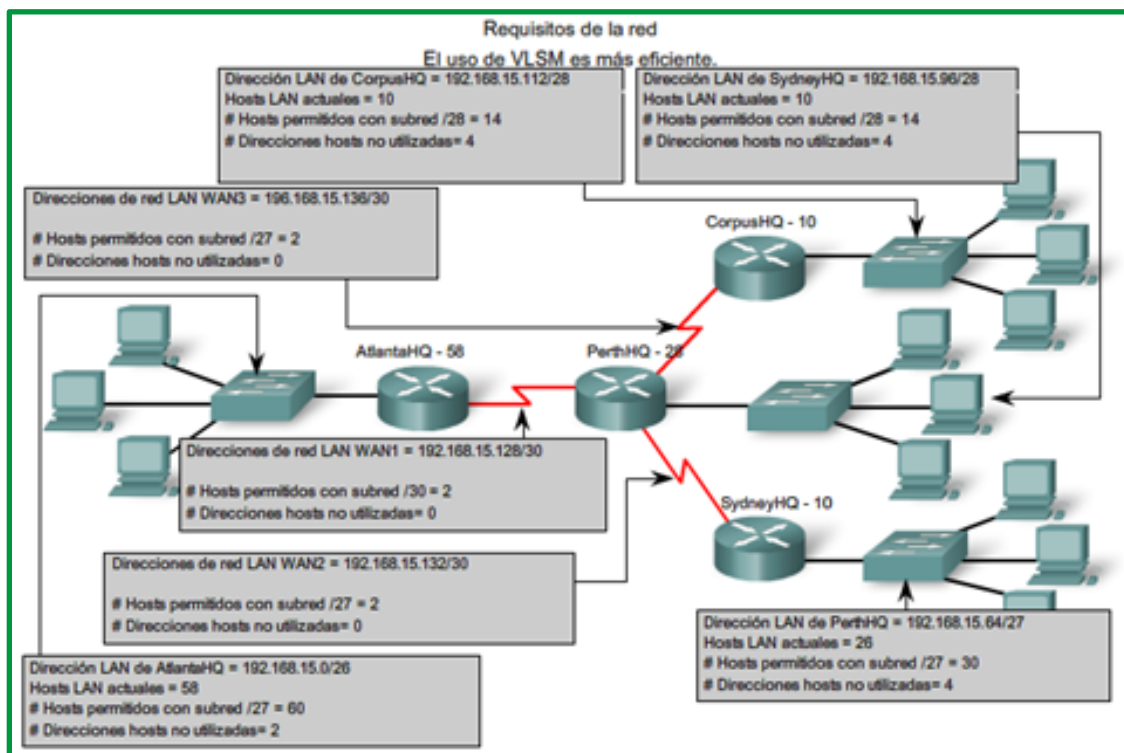 Requisitos de la red
El uso de VLSM es más eficiente.
Dirección LAN de CorpusHQ = 192.168.15.112/28
Hosts LAN actuales = 10
# Hosts permitidos con subred /28 = 14
# Direcciones hosts no utilizadas= 4
Dirección LAN de SydneyHQ = 192.168.15.96/28
Hosts LAN actuales = 10
# Hosts permitidos con subred /28 = 14
# Direcciones hosts no utilizadas= 4
Direcciones de red LAN WAN3 = 196.168.15.136/30
# Hosts permitidos con subred /27 = 2
# Direcciones hosts no utilizadas= 0
CorpusHQ - 10
AtlantaHQ - 58
PerthHQ - 26
Direcciones de red LAN WAN1 = 192.168.15.128/30
# Hosts permitidos con subred /30 = 2
# Direcciones hosts no utilizadas= 0
SydneyHQ - 10
Direcciones de red LAN WAN2 = 192.168.15.132/30
# Hosts permitidos con subred /27 = 2
# Direcciones hosts no utilizadas= 0
Dirección LAN de PerthHQ = 192.168.15.64/27
Hosts LAN actuales = 26
# Hosts permitidos con subred /27 = 30
# Direcciones hosts no utilizadas= 4
Dirección LAN de AtlantaHQ = 192.168.15.0/26
Hosts LAN actuales = 58
# Hosts permitidos con subred /27 = 60
# Direcciones hosts no utilizadas= 2